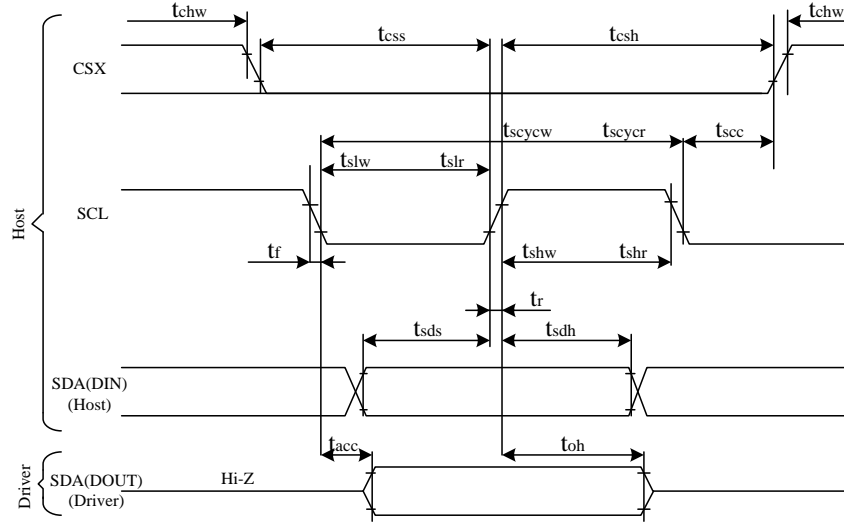 tchw
tchw
tcss
tcsh
CSX
tscycw
tscycr
tscc
tslw
tslr
SCL
Host
tf
tshw
tshr
tr
tsds
tsdh
SDA(DIN)
(Host)
tacc
toh
Driver
SDA(DOUT)
(Driver)
Hi-Z